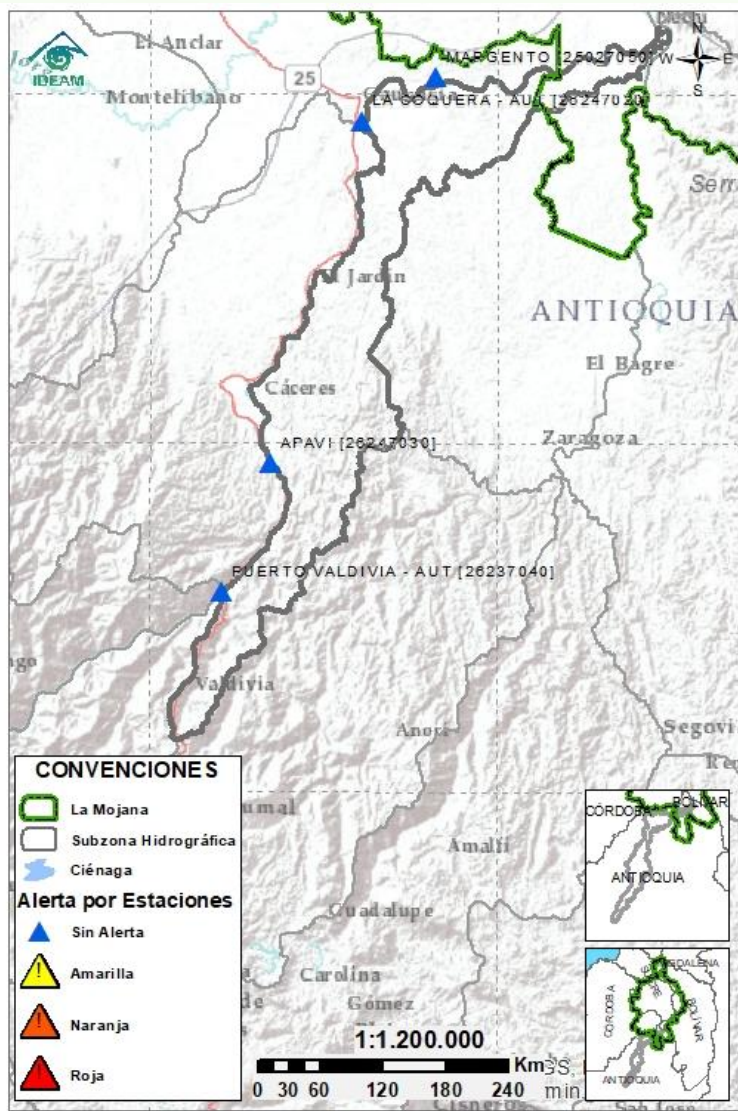 IDEAM
El Anclar
Nechí
N
W E
S
MARGENTO [25027050]
25
Montelíbano
LA COQUERA - AUT [26247020]
El Jardín
ANTIOQUIA
El Bagre
Cáceres
Zaragoza
APAVI [26247030]
PUERTO VALDIVIA - AUT [26237040]
Valdivia
Anorí
Amalfi
Guadalupe
Carolina
Gómez
Cisneros
CONVENCIONES
La Mojana
Subzona Hidrográfica
Ciénaga
Alerta por Estaciones
Sin Alerta
Amarilla
Naranja
Roja
1:1.200.000
Km
0 30 60 120 180 240
CÓRDOBA
BOLÍVAR
ANTIOQUIA
CÓRDOBA
BOLÍVAR
ANTIOQUIA